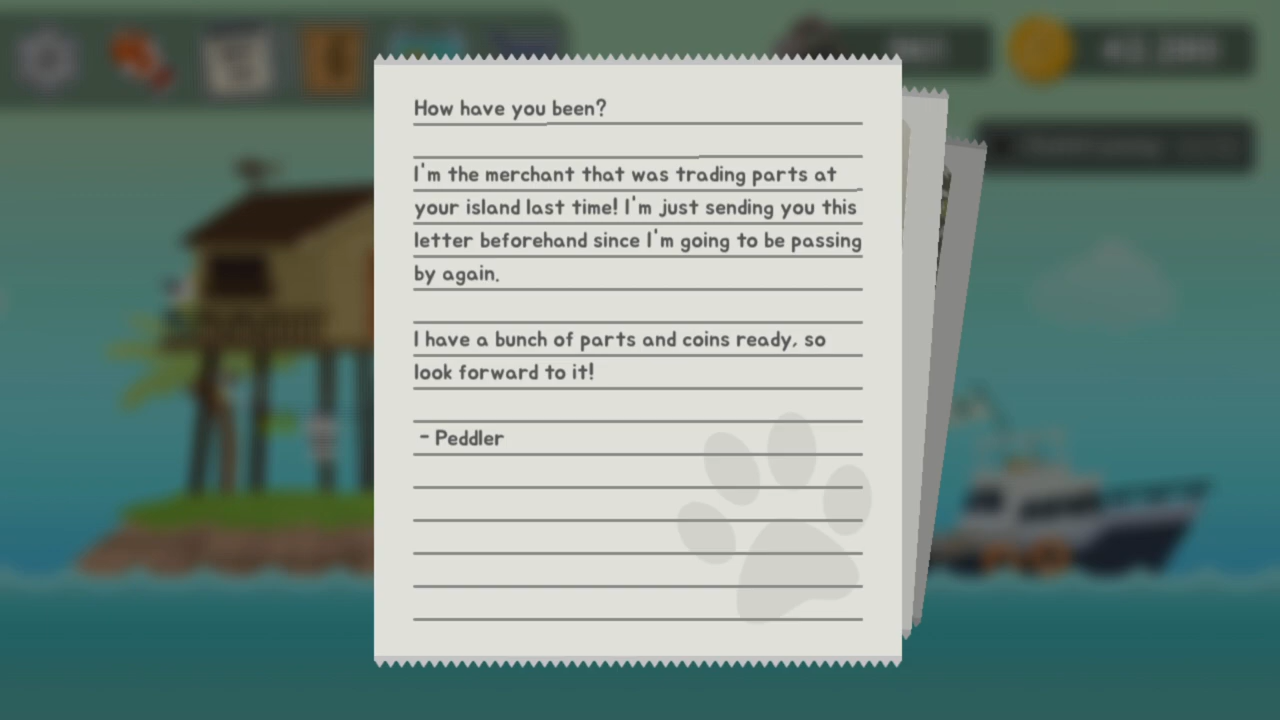 How have you been?
I'm the merchant that was trading parts at
your island last time! I'm just sending you this
letter beforehand since I'm going to be passing
by again.
I have a bunch of parts and coins ready, so
look forward to it!
- Peddler